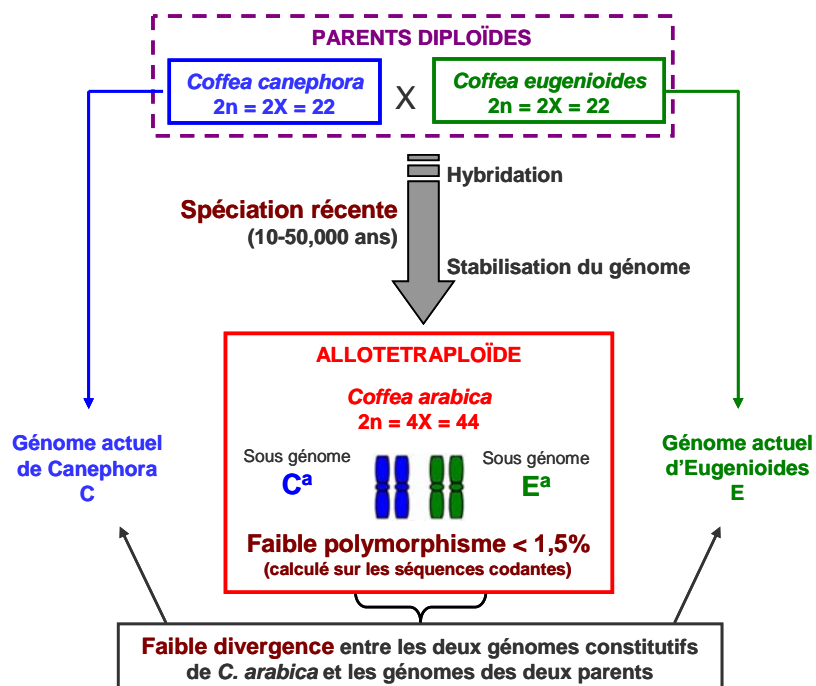 PARENTS DIPLOÏDES
Coffea canephora
2n = 2X = 22
X
Coffea eugenioides
2n = 2X = 22
Hybridation
Spéciation récente
(10-50,000 ans)
Stabilisation du génome
ALLOTETRAPLOÏDE
Coffea arabica
2n = 4X = 44
Sous génome
Cª
Sous génome
Eª
Faible polymorphisme < 1,5%
(calculé sur les séquences codantes)
Génome actuel
de Canephora
C
Génome actuel
d'Eugenioides
E
Faible divergence entre les deux génomes constitutifs
de C. arabica et les génomes des deux parents